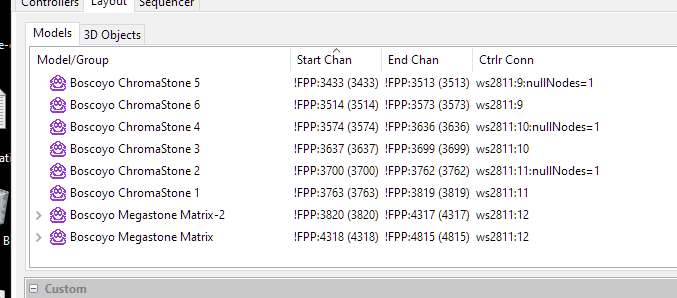 Controllers Layout Sequencer
Models 3D Objects
Model/Group Start Chan End Chan Ctrlr Conn
Boscoyo ChromaStone 5 !FPP:3433 (3433) !FPP:3513 (3513) ws2811:9:nullNodes=1
Boscoyo ChromaStone 6 !FPP:3514 (3514) !FPP:3573 (3573) ws2811:9
Boscoyo ChromaStone 4 !FPP:3574 (3574) !FPP:3636 (3636) ws2811:10:nullNodes=1
Boscoyo ChromaStone 3 !FPP:3637 (3637) !FPP:3699 (3699) ws2811:10
Boscoyo ChromaStone 2 !FPP:3700 (3700) !FPP:3762 (3762) ws2811:11:nullNodes=1
Boscoyo ChromaStone 1 !FPP:3763 (3763) !FPP:3819 (3819) ws2811:11
Boscoyo Megastone Matrix-2 !FPP:3820 (3820) !FPP:4317 (4317) ws2811:12
Boscoyo Megastone Matrix !FPP:4318 (4318) !FPP:4815 (4815) ws2811:12
Custom